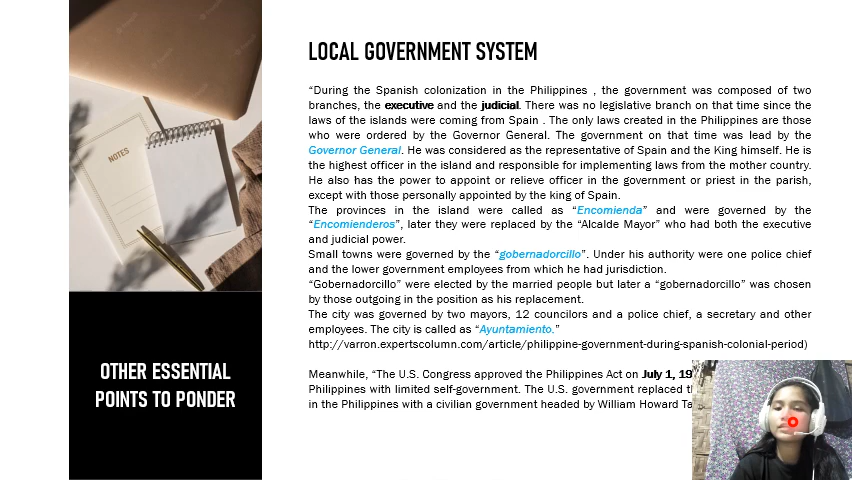 LOCAL GOVERNMENT SYSTEM
“During the Spanish colonization in the Philippines , the government was composed of two
branches, the executive and the judicial. There was no legislative branch on that time since the
laws of the islands were coming from Spain . The only laws created in the Philippines are those
who were ordered by the Governor General. The government on that time was lead by the
Governor General. He was considered as the representative of Spain and the King himself. He is
the highest officer in the island and responsible for implementing laws from the mother country.
He also has the power to appoint or relieve officer in the government or priest in the parish,
except with those personally appointed by the king of Spain.
The provinces in the island were called as “Encomienda” and were governed by the
“Encomienderos”, later they were replaced by the “Alcalde Mayor” who had both the executive
and judicial power.
Small towns were governed by the “gobernadorcillo”. Under his authority were one police chief
and the lower government employees from which he had jurisdiction.
“Gobernadorcillo” were elected by the married people but later a “gobernadorcillo” was chosen
by those outgoing in the position as his replacement.
The city was governed by two mayors, 12 councilors and a police chief, a secretary and other
employees. The city is called as “Ayuntamiento.”
http://varron.expertscolumn.com/article/philippine-government-during-spanish-colonial-period)
Meanwhile, “The U.S. Congress approved the Philippines Act on July 1, 19
Philippines with limited self-government. The U.S. government replaced
in the Philippines with a civilian government headed by William Howard
NOTES
OTHER ESSENTIAL
POINTS TO PONDER